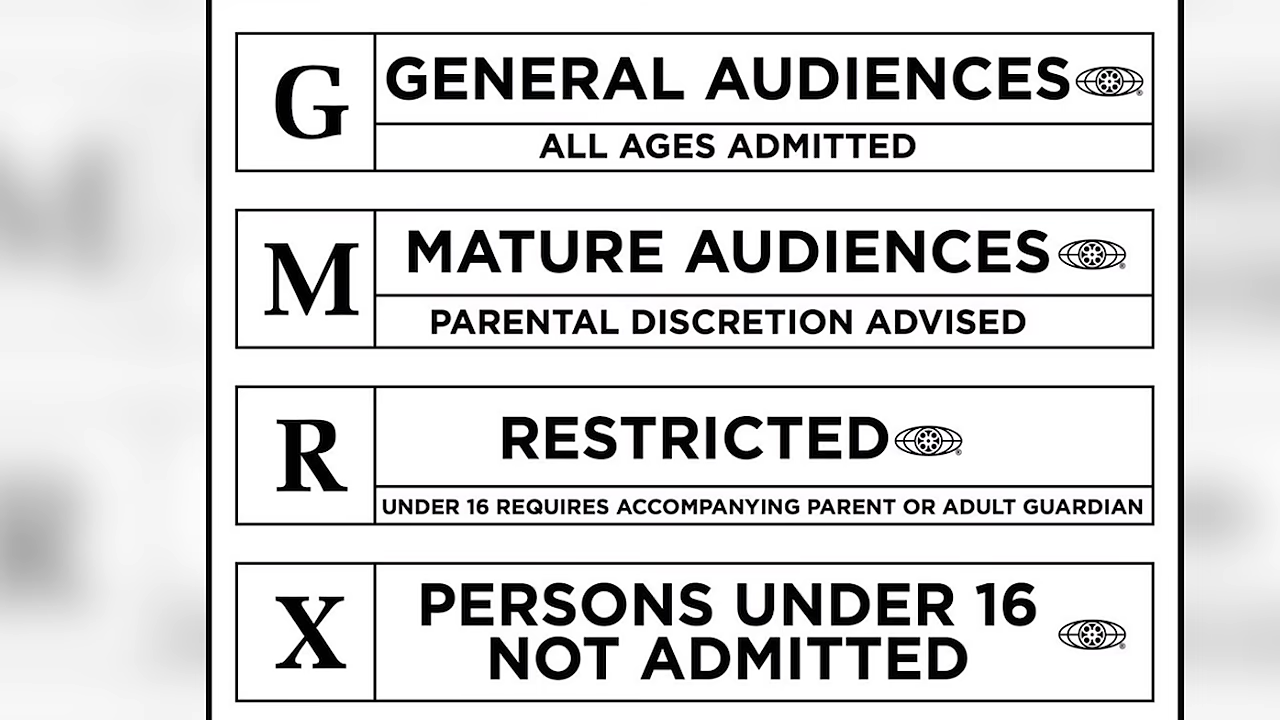 G
GENERAL AUDIENCES
ALL AGES ADMITTED
M
MATURE AUDIENCES
PARENTAL DISCRETION ADVISED
R
RESTRICTED
UNDER 16 REQUIRES ACCOMPANYING PARENT OR ADULT GUARDIAN
X
PERSONS UNDER 16
NOT ADMITTED